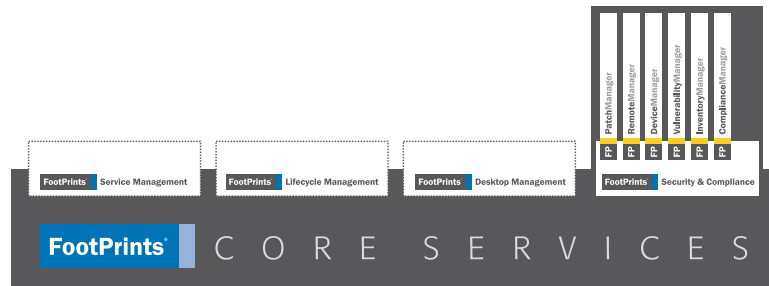 FP PatchManager
FP RemoteManager
FP DeviceManager
FP VulnerabilityManager
FP InventoryManager
FP ComplianceManager
FootPrints® Service Management
FootPrints® Lifecycle Management
FootPrints® Desktop Management
FootPrints® Security & Compliance
FootPrints® CORE SERVICES